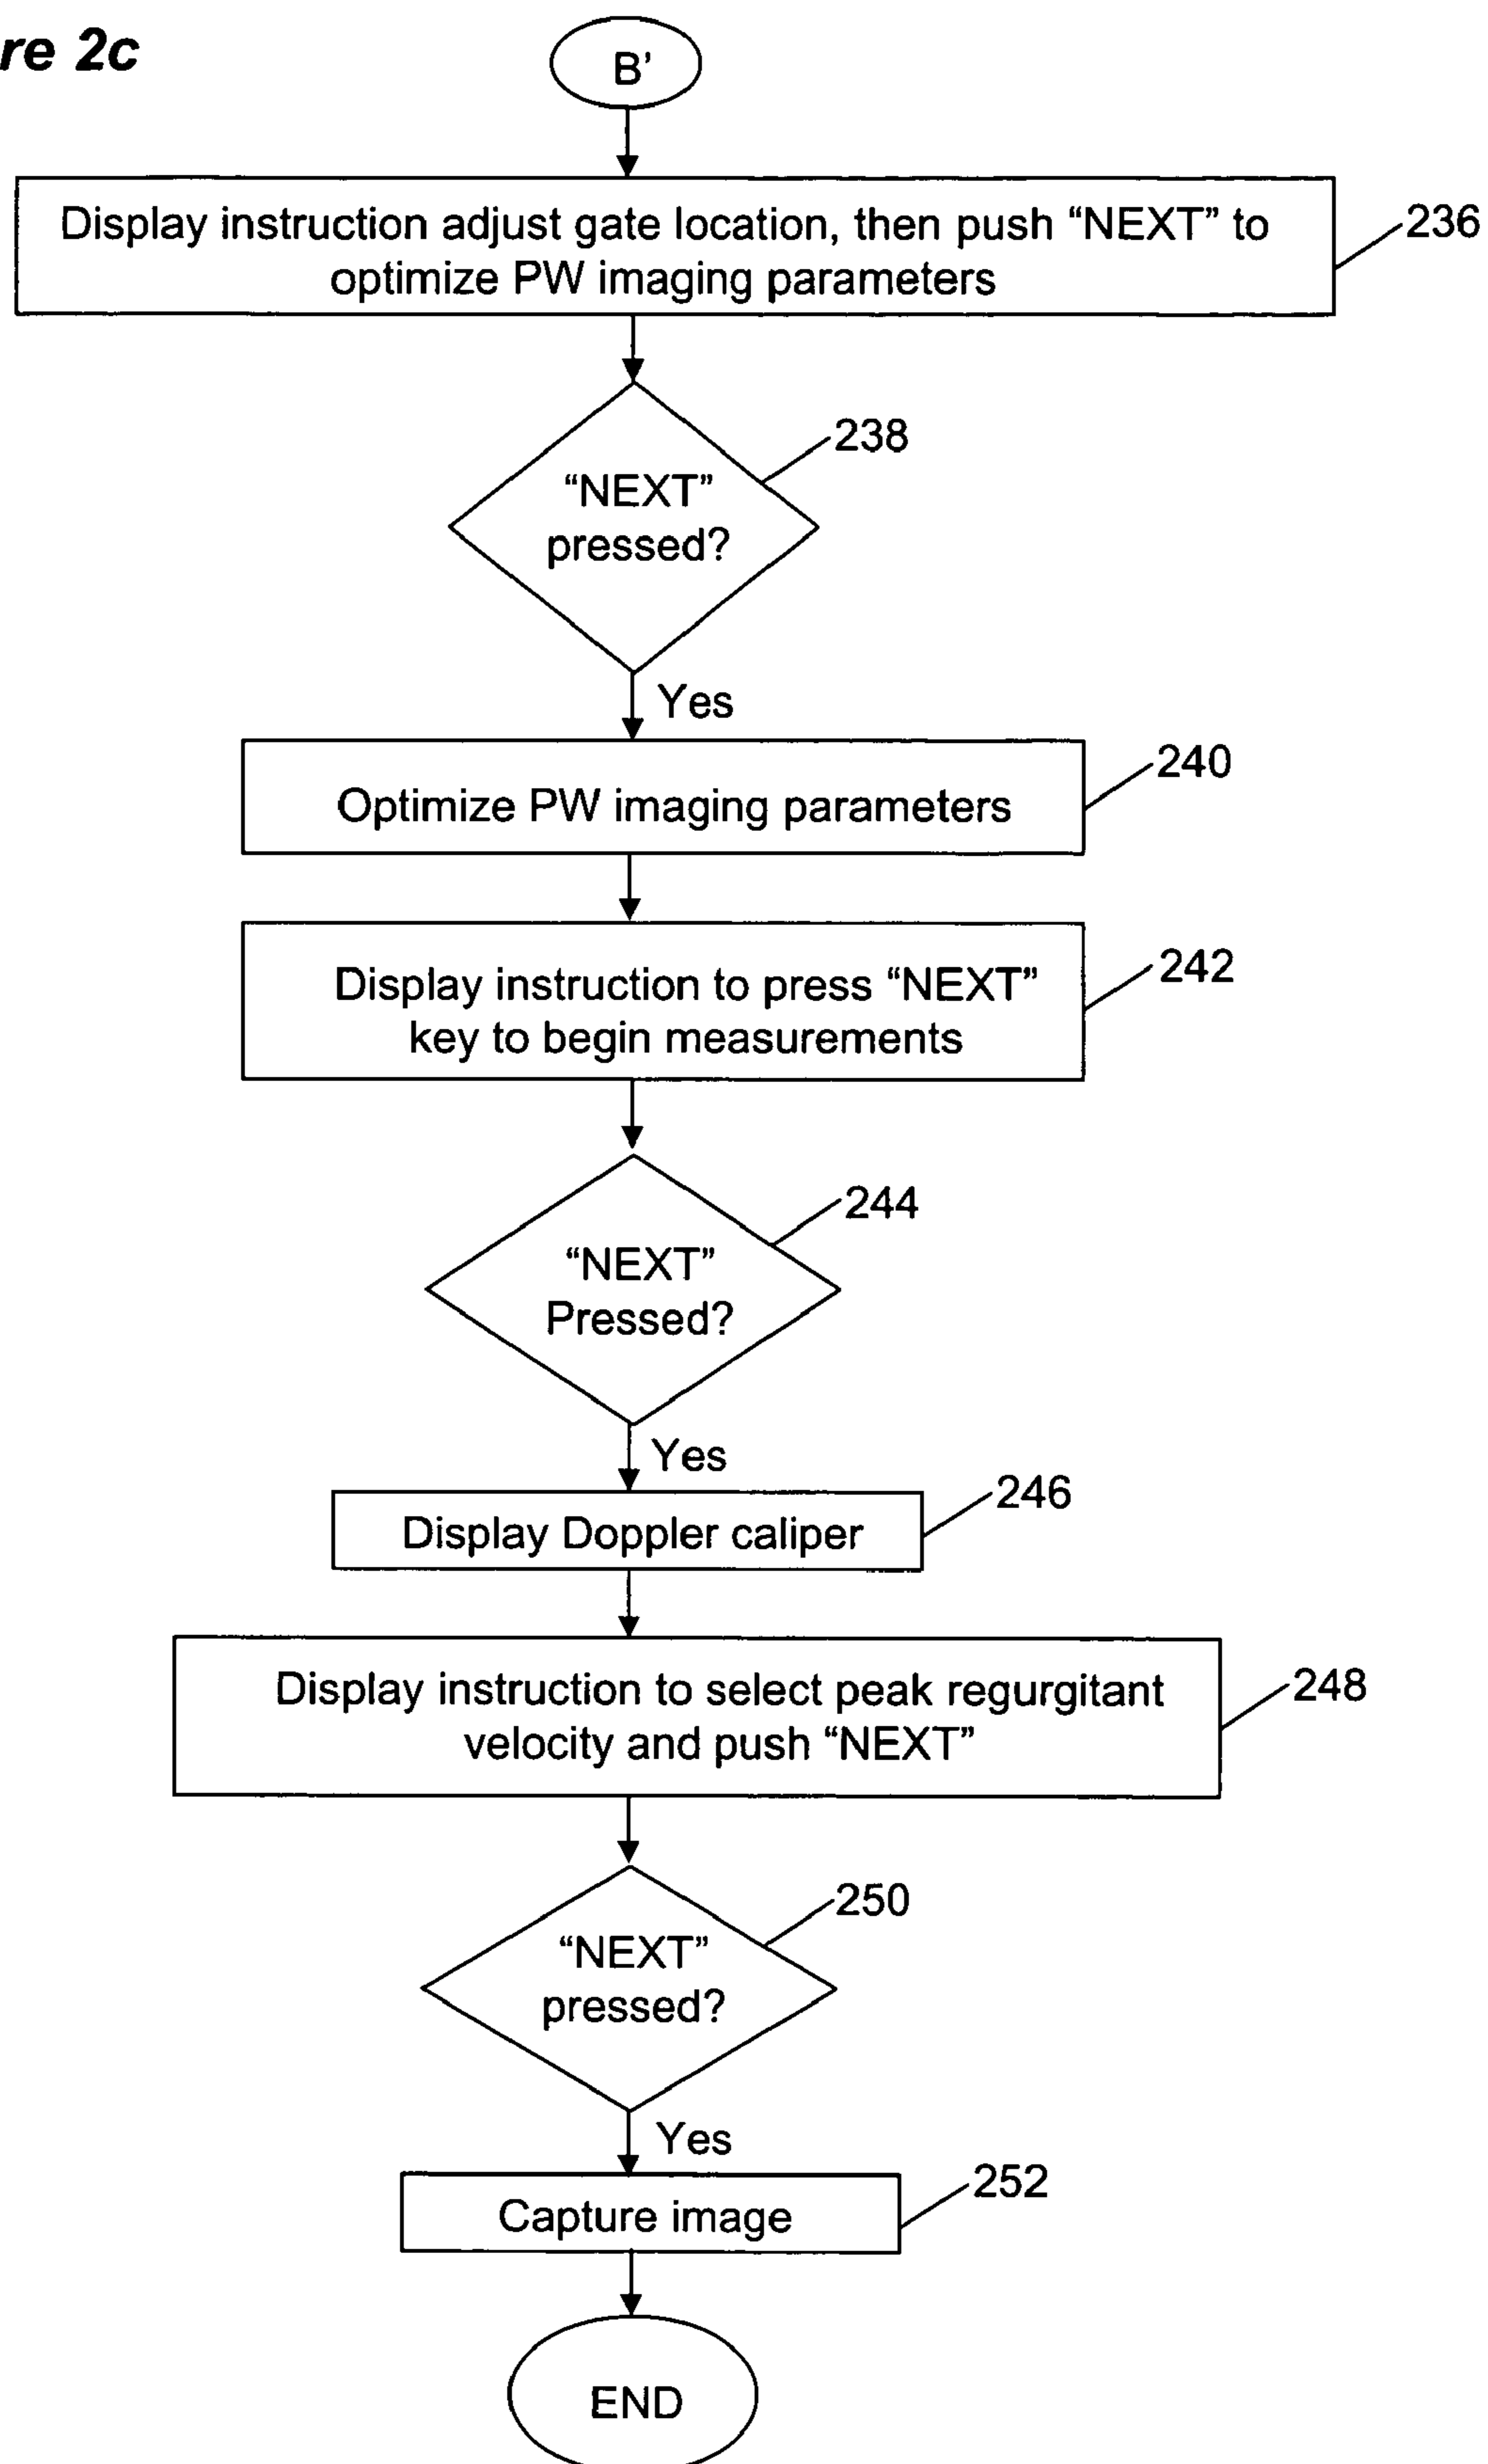 re 2c
B’
Display instruction adjust gate location, then push “NEXT” to
optimize PW imaging parameters
236
“NEXT”
pressed?
238
Yes
Optimize PW imaging parameters
240
Display instruction to press “NEXT”
key to begin measurements
242
“NEXT”
Pressed?
244
Yes
Display Doppler caliper
246
Display instruction to select peak regurgitant
velocity and push “NEXT”
248
“NEXT”
pressed?
250
Yes
Capture image
252
END